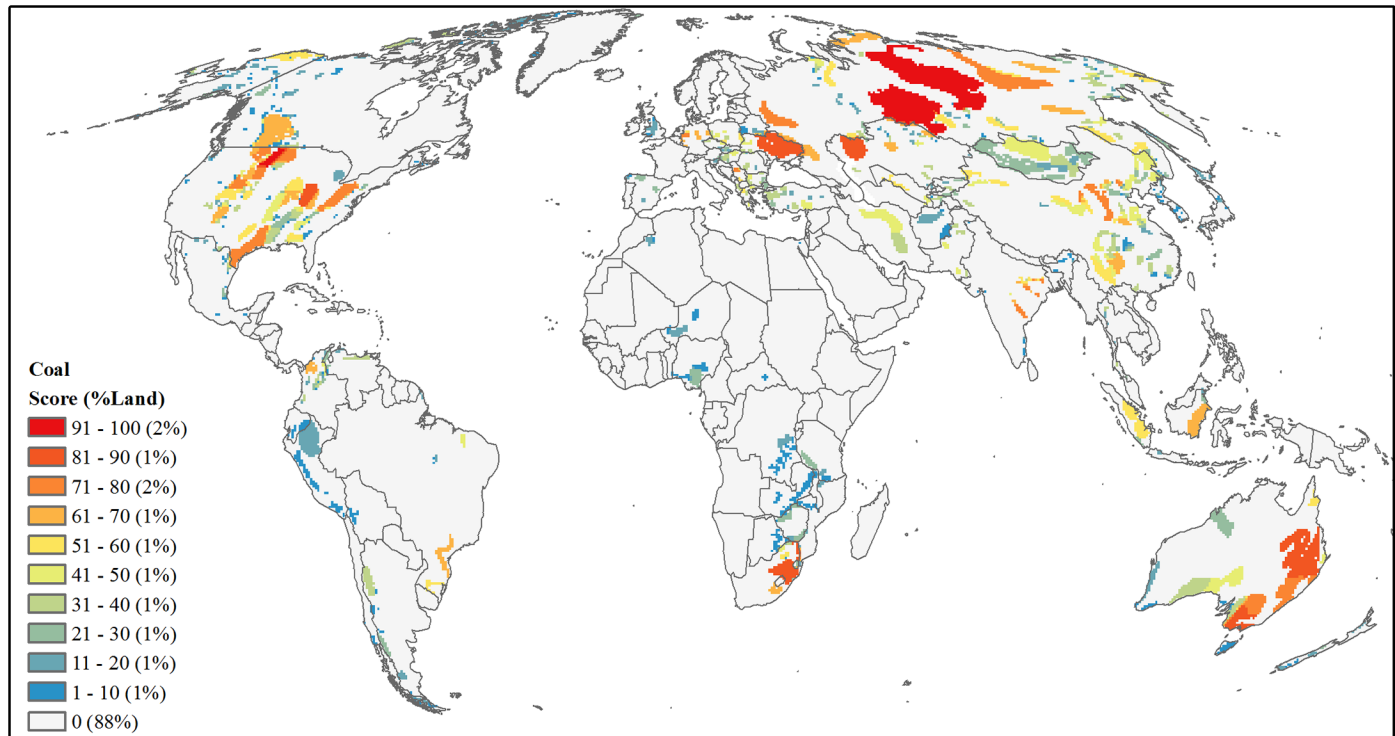 Coal
Score (%Land)
91 - 100 (2%)
81 - 90 (1%)
71 - 80 (2%)
61 - 70 (1%)
51 - 60 (1%)
41 - 50 (1%)
31 - 40 (1%)
21 - 30 (1%)
11 - 20 (1%)
1 - 10 (1%)
0 (88%)